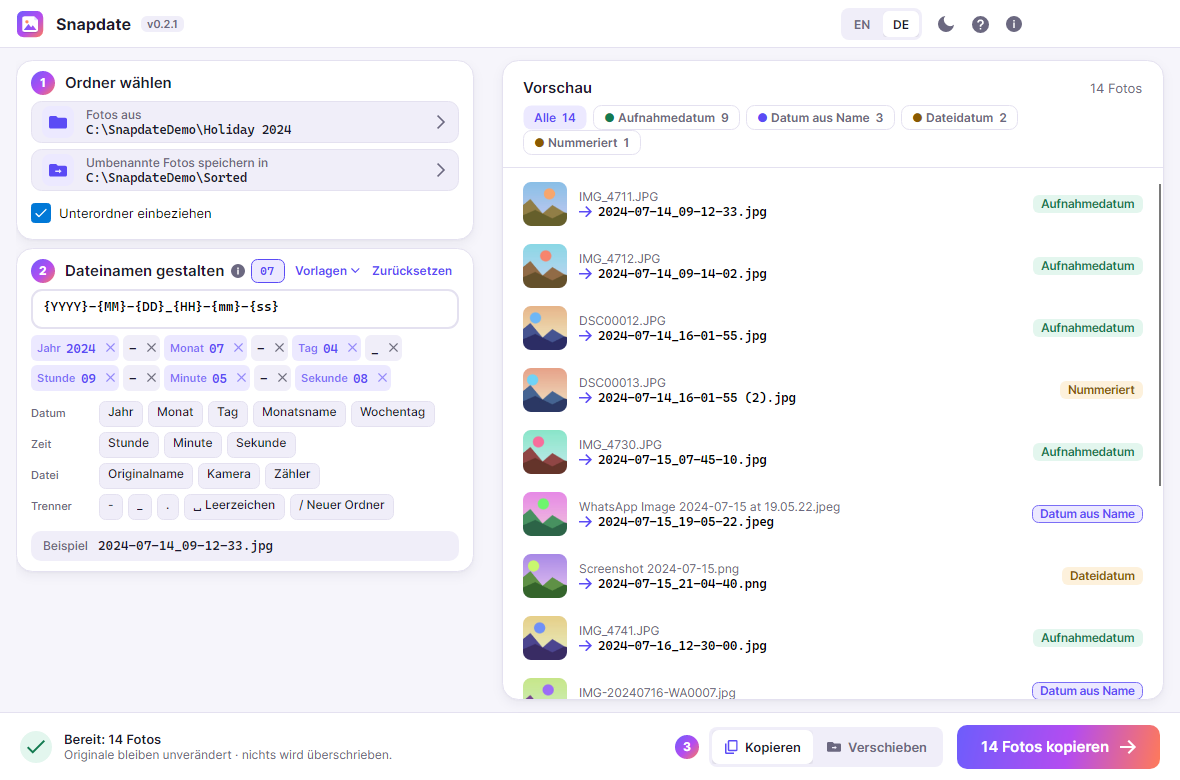 Snapdate v0.2.1
EN DE
1 Ordner wählen
Fotos aus
C:\SnapdateDemo\Holiday 2024
Umbenannte Fotos speichern in
C:\SnapdateDemo\Sorted
Unterordner einbeziehen
2 Dateinamen gestalten 07 Vorlagen Zurücksetzen
{YYYY}-{MM}-{DD}_{HH}-{mm}-{ss}
Jahr 2024 × - × Monat 07 × - × Tag 04 × _ ×
Stunde 09 × - × Minute 05 × - × Sekunde 08 ×
Datum Jahr Monat Tag Monatsname Wochentag
Zeit Stunde Minute Sekunde
Datei Originalname Kamera Zähler
Trenner - _ . ␣ Leerzeichen / Neuer Ordner
Beispiel 2024-07-14_09-12-33.jpg
Vorschau 14 Fotos
Alle 14 Aufnahmedatum 9 Datum aus Name 3 Dateidatum 2
Nummeriert 1
IMG_4711.JPG
→ 2024-07-14_09-12-33.jpg Aufnahmedatum
IMG_4712.JPG
→ 2024-07-14_09-14-02.jpg Aufnahmedatum
DSC00012.JPG
→ 2024-07-14_16-01-55.jpg Aufnahmedatum
DSC00013.JPG
→ 2024-07-14_16-01-55 (2).jpg Nummeriert
IMG_4730.JPG
→ 2024-07-15_07-45-10.jpg Aufnahmedatum
WhatsApp Image 2024-07-15 at 19.05.22.jpeg
→ 2024-07-15_19-05-22.jpeg Datum aus Name
Screenshot 2024-07-15.png
→ 2024-07-15_21-04-40.png Dateidatum
IMG_4741.JPG
→ 2024-07-16_12-30-00.jpg Aufnahmedatum
IMG-20240716-WA0007.jpg Datum aus Name
Bereit: 14 Fotos
Originale bleiben unverändert · nichts wird überschrieben.
3 Kopieren Verschieben 14 Fotos kopieren →